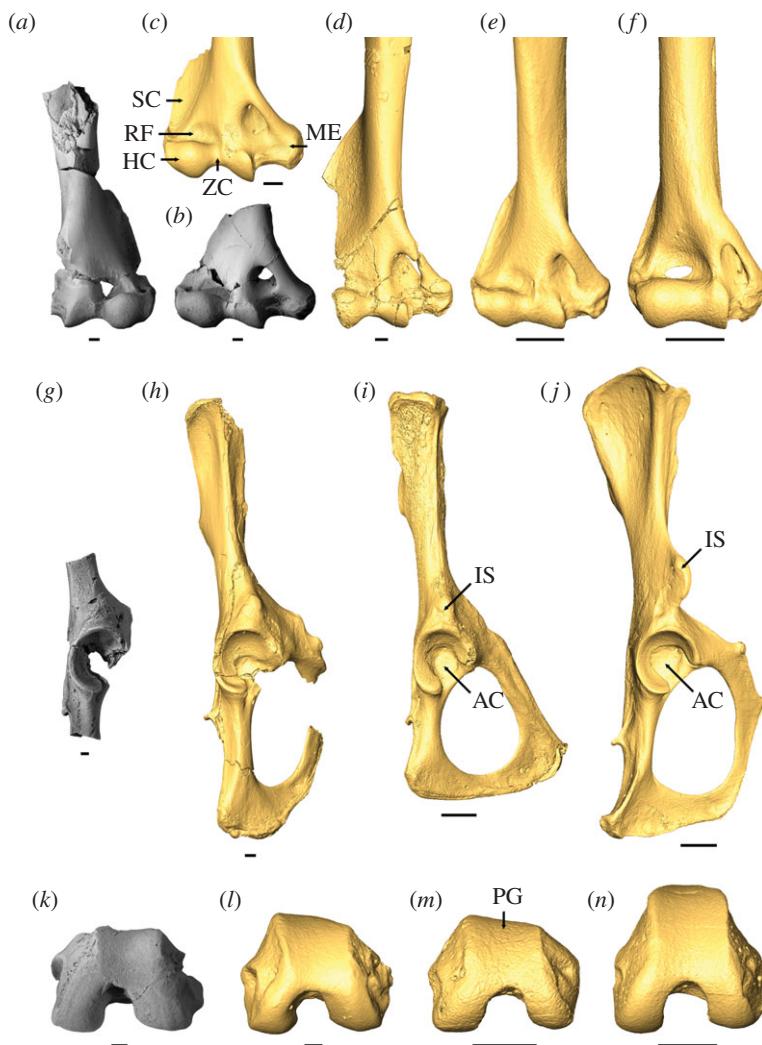 (a)
(c)
(d)
(e)
(f)
SC
RF
HC
ME
ZC
(b)
(g)
(h)
(i)
(j)
IS
IS
AC
AC
(k)
(l)
(m)
PG
(n)